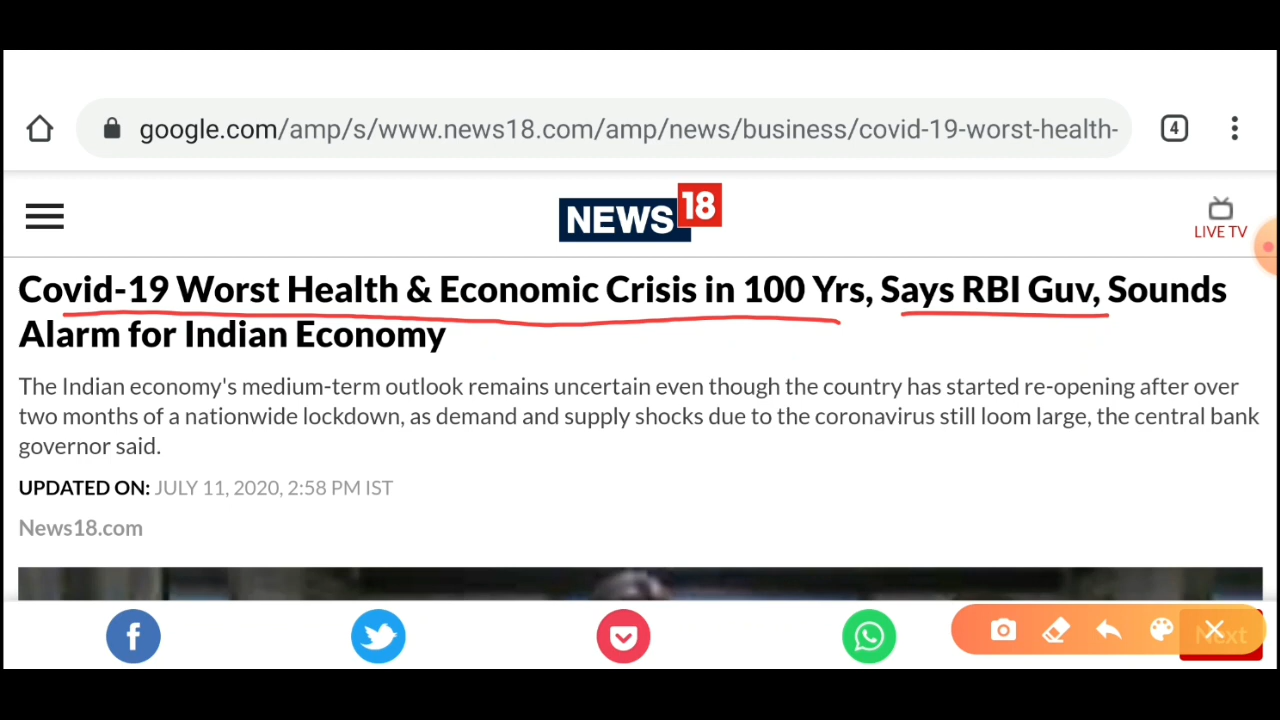 google.com/amp/s/www.news18.com/amp/news/business/covid-19-worst-health-
4
NEWS 18
LIVE TV
Covid-19 Worst Health & Economic Crisis in 100 Yrs, Says RBI Guv, Sounds
Alarm for Indian Economy
The Indian economy's medium-term outlook remains uncertain even though the country has started re-opening after over
two months of a nationwide lockdown, as demand and supply shocks due to the coronavirus still loom large, the central bank
governor said.
UPDATED ON: JULY 11, 2020, 2:58 PM IST
News18.com
Next